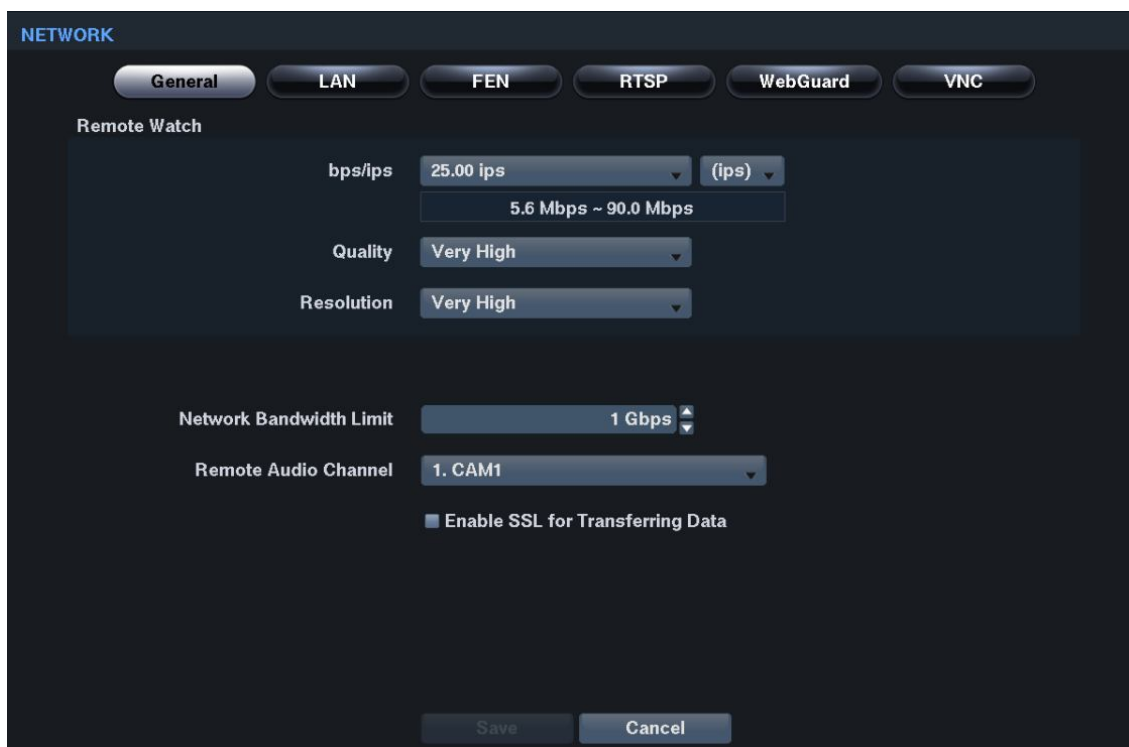 NETWORK
General LAN FEN RTSP WebGuard VNC
Remote Watch
bps/ips 25.00 ips (ips)
5.6 Mbps ~ 90.0 Mbps
Quality Very High
Resolution Very High
Network Bandwidth Limit 1 Gbps
Remote Audio Channel 1. CAM1
Enable SSL for Transferring Data
Save Cancel